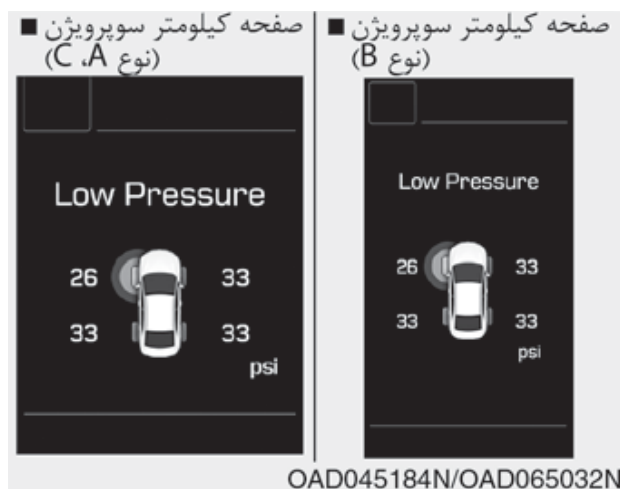 ■ صفحه کیلومتر سوپرویژن
(نوع A، C)
Low Pressure
26 33
33 33
psi
■ صفحه کیلومتر سوپرویژن
(نوع B)
Low Pressure
26 33
33 33
psi
OAD045184N/OAD065032N